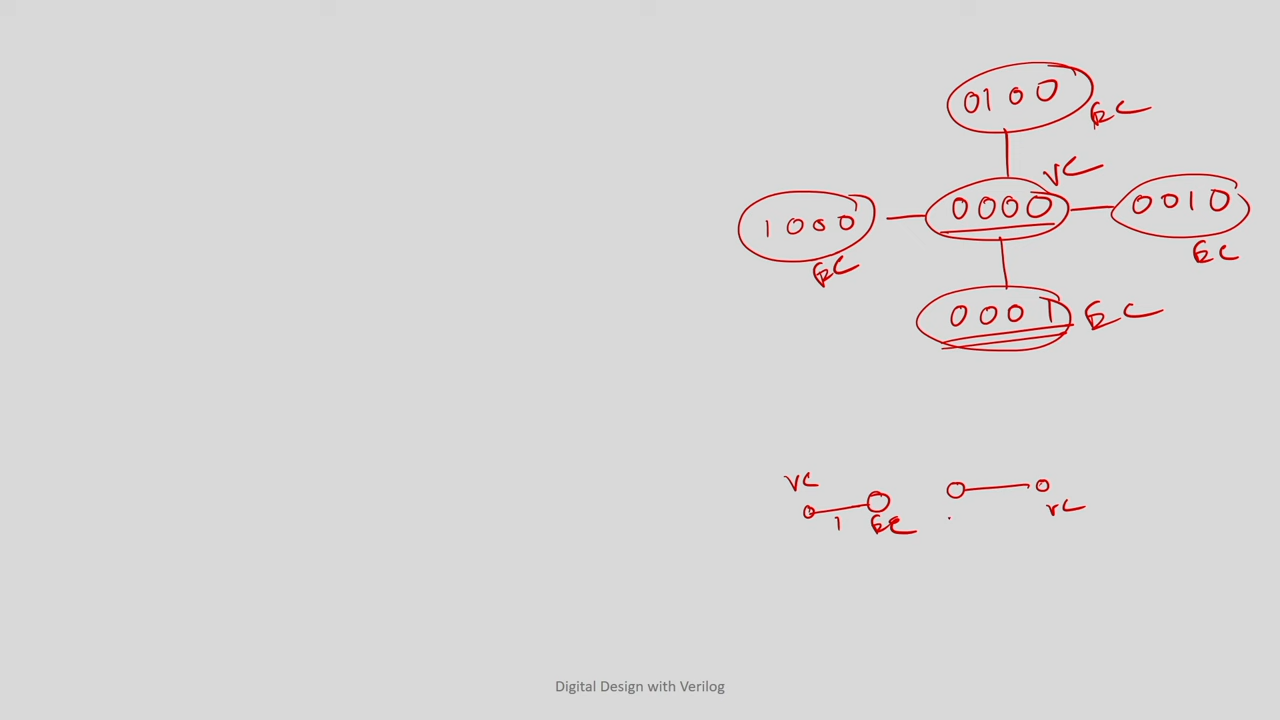 0100
EC
VC
1000
0000
0010
EC
EC
0001
EC
VC
1
EC
VC
Digital Design with Verilog